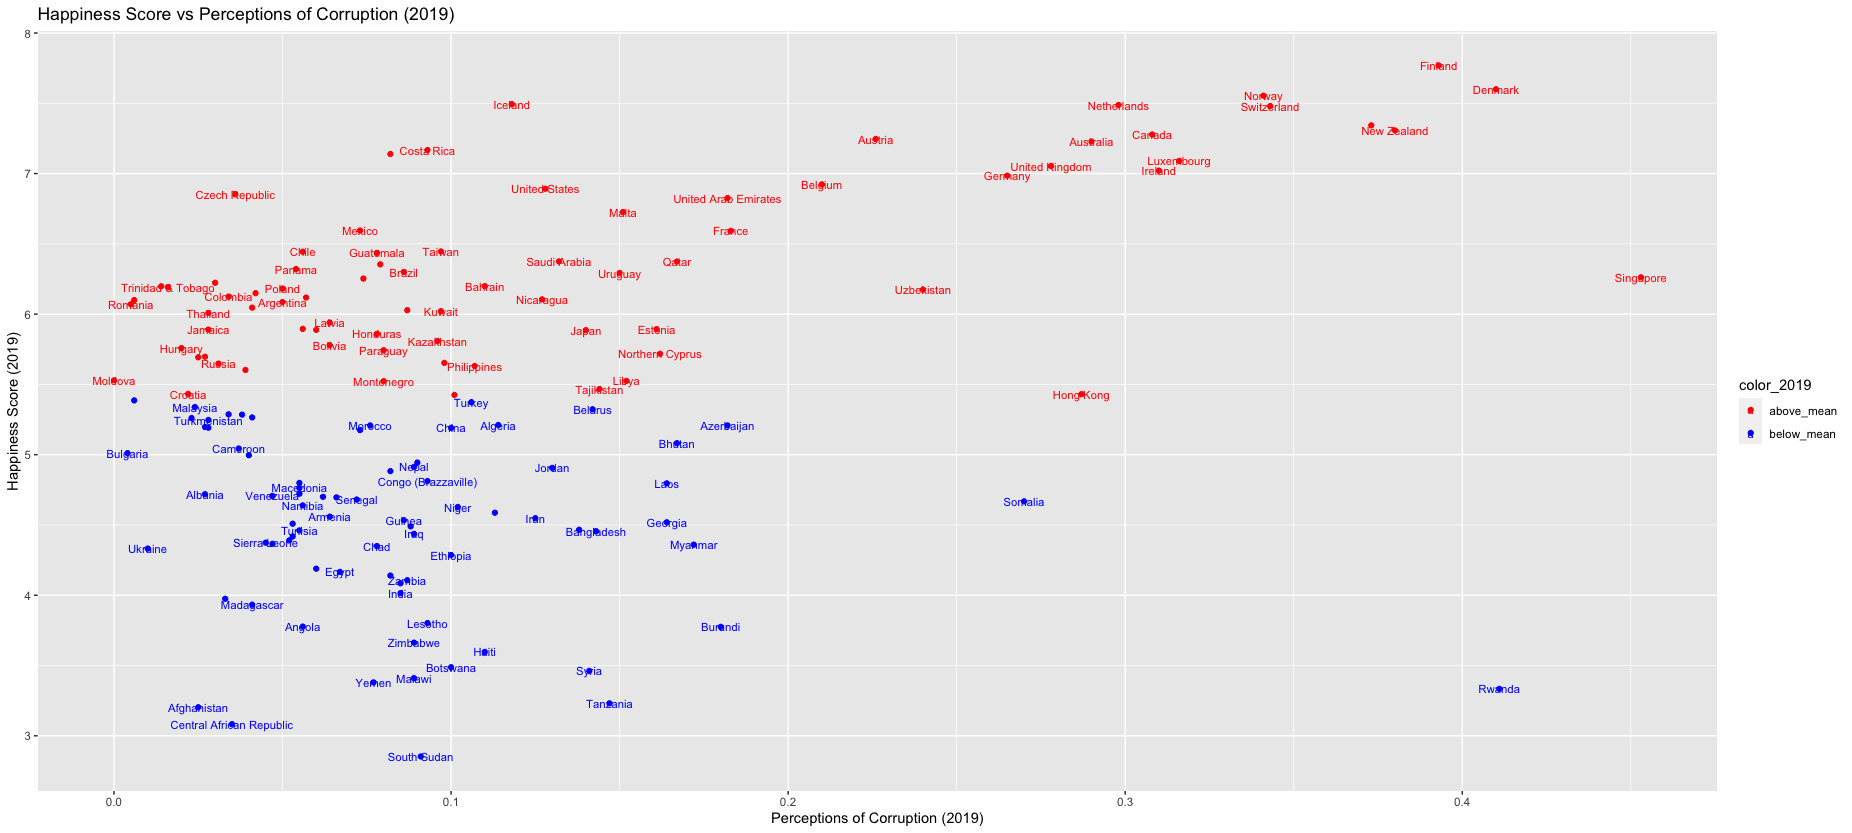 Happiness Score vs Perceptions of Corruption (2019)
8
7
6
5
4
3
Happiness Score (2019)
Finland
Denmark
Norway
Switzerland
Netherlands
Iceland
New Zealand
Canada
Austria
Australia
Costa Rica
Luxembourg
United Kingdom
Ireland
Germany
Belgium
United States
Czech Republic
United Arab Emirates
Malta
France
Mexico
Chile
Guatemala
Taiwan
Saudi Arabia
Qatar
Panama
Brazil
Uruguay
Singapore
Trinidad & Tobago
Poland
Bahrain
Uzbekistan
Colombia
Argentina
Nicaragua
Romania
Thailand
Kuwait
Latvia
Jamaica
Honduras
Japan
Estonia
Kazakhstan
Bolivia
Hungary
Paraguay
Northern Cyprus
Russia
Philippines
Moldova
Montenegro
Libya
Tajikistan
Croatia
Hong Kong
Turkey
Malaysia
Belarus
Turkmenistan
Morocco
China
Algeria
Azerbaijan
Bhutan
Cameroon
Bulgaria
Nepal
Jordan
Congo (Brazzaville)
Laos
Macedonia
Albania
Venezuela
Senegal
Somalia
Namibia
Niger
Armenia
Guinea
Iran
Georgia
Tunisia
Iraq
Bangladesh
Sierra Leone
Chad
Myanmar
Ukraine
Ethiopia
Egypt
Zambia
India
Madagascar
Angola
Lesotho
Burundi
Zimbabwe
Haiti
Botswana
Syria
Yemen
Malawi
Rwanda
Afghanistan
Tanzania
Central African Republic
South Sudan
0.0
0.1
0.2
0.3
0.4
Perceptions of Corruption (2019)
color_2019
above_mean
below_mean